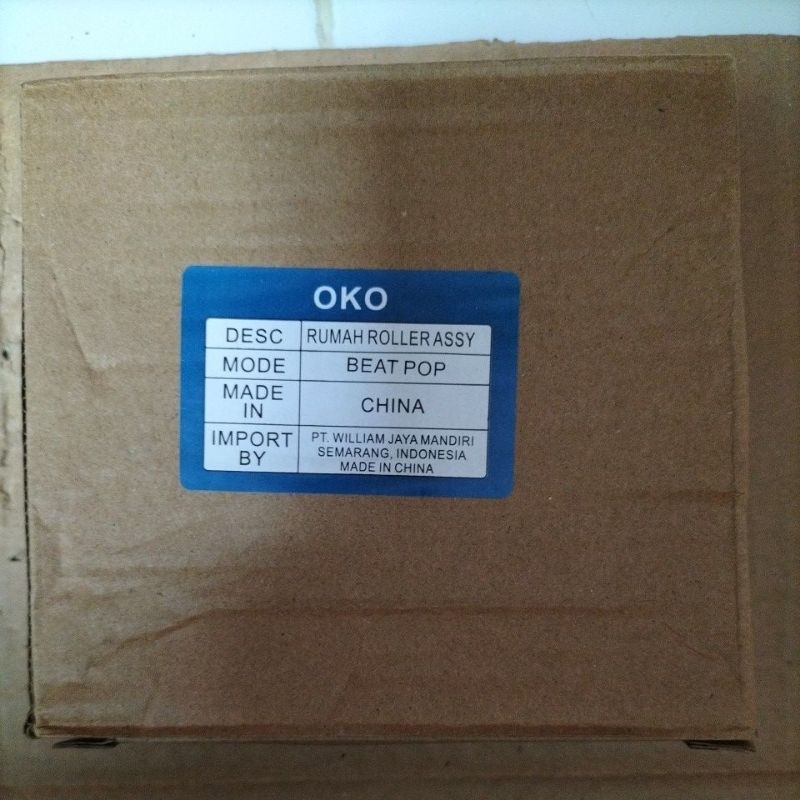 OKO
DESC RUMAH ROLLER ASSY
MODE BEAT POP
MADE IN CHINA
IMPORT BY PT. WILLIAM JAYA MANDIRI
SEMARANG, INDONESIA
MADE IN CHINA